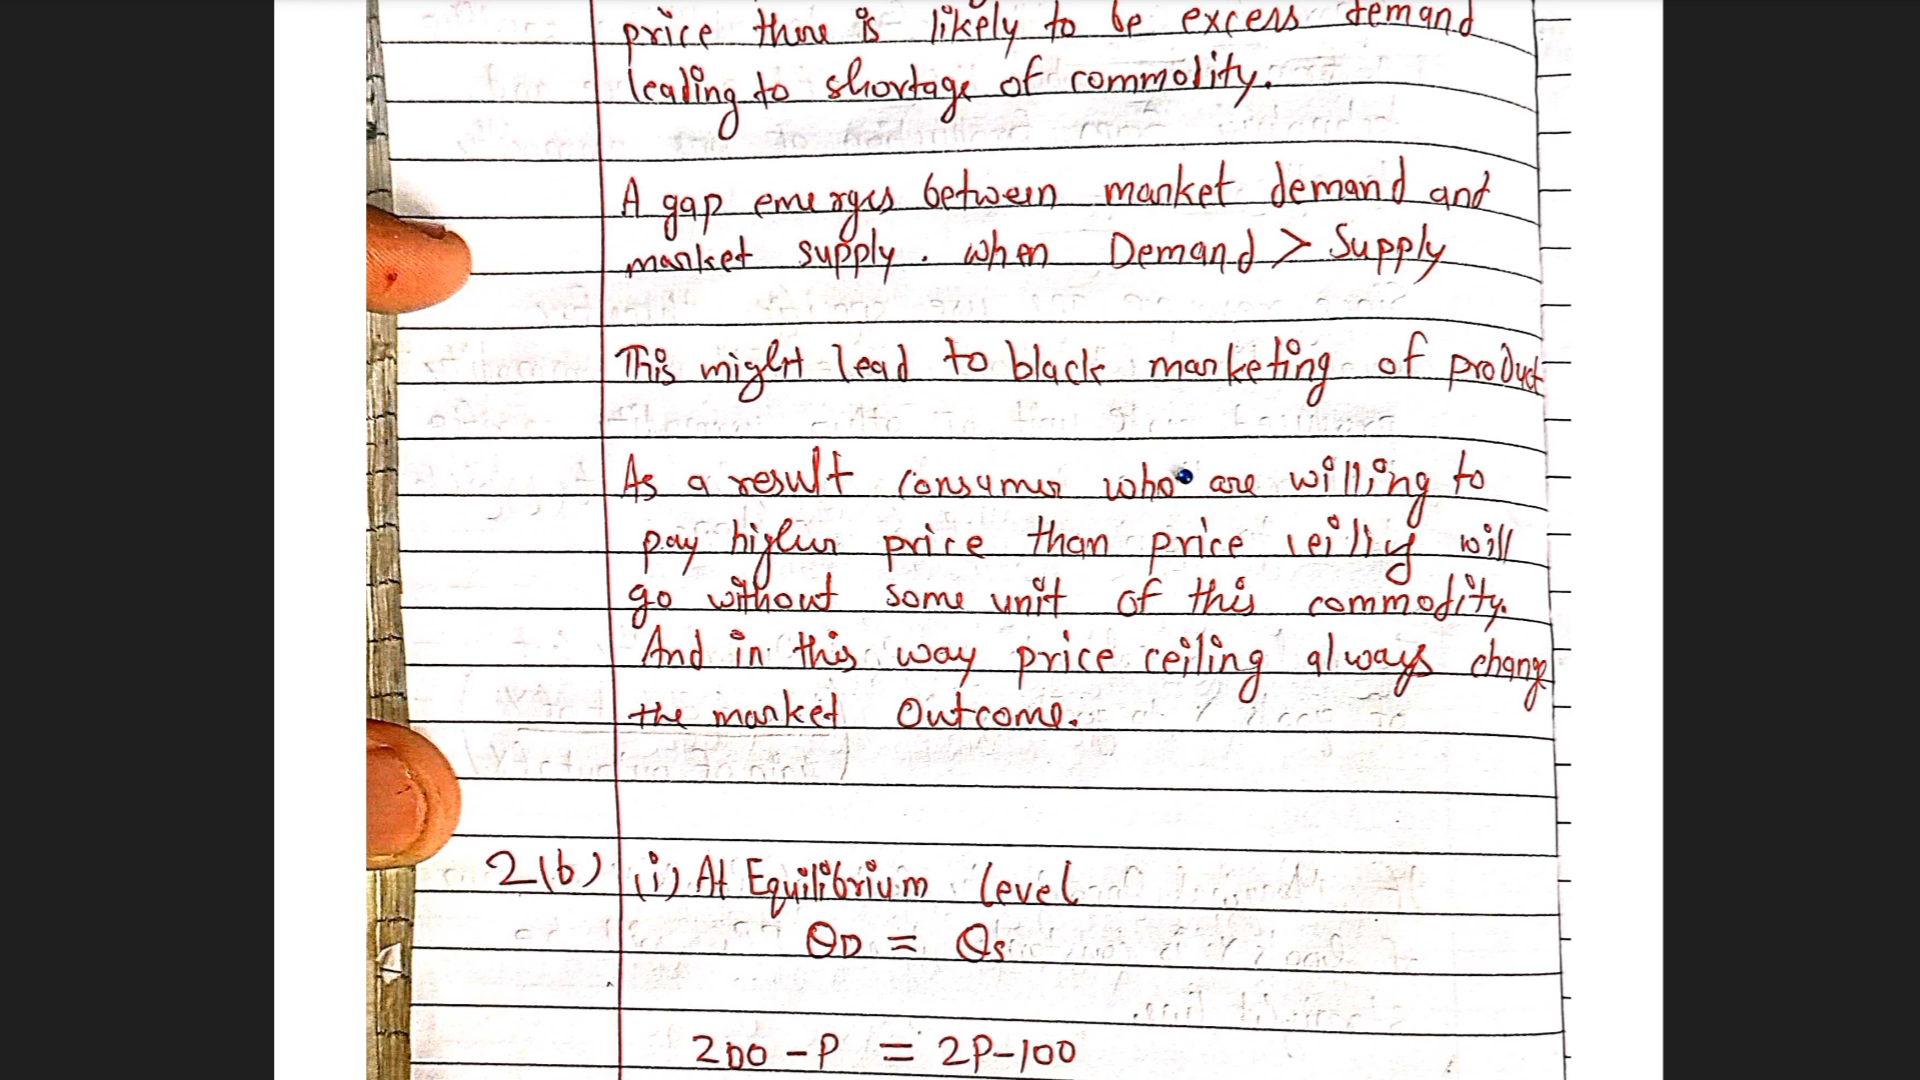 price there is likely to be excess demand
leading to shortage of commodity.
A gap emerges between market demand and
market supply. when Demand > Supply
This might lead to black marketing of product
As a result consumer who are willing to
pay higher price than price ceiling will
go without some unit of this commodity.
And in this way price ceiling always change
the market Outcome.
2(b) (i) At Equilibrium level
QD = QS
200 - P = 2P-100